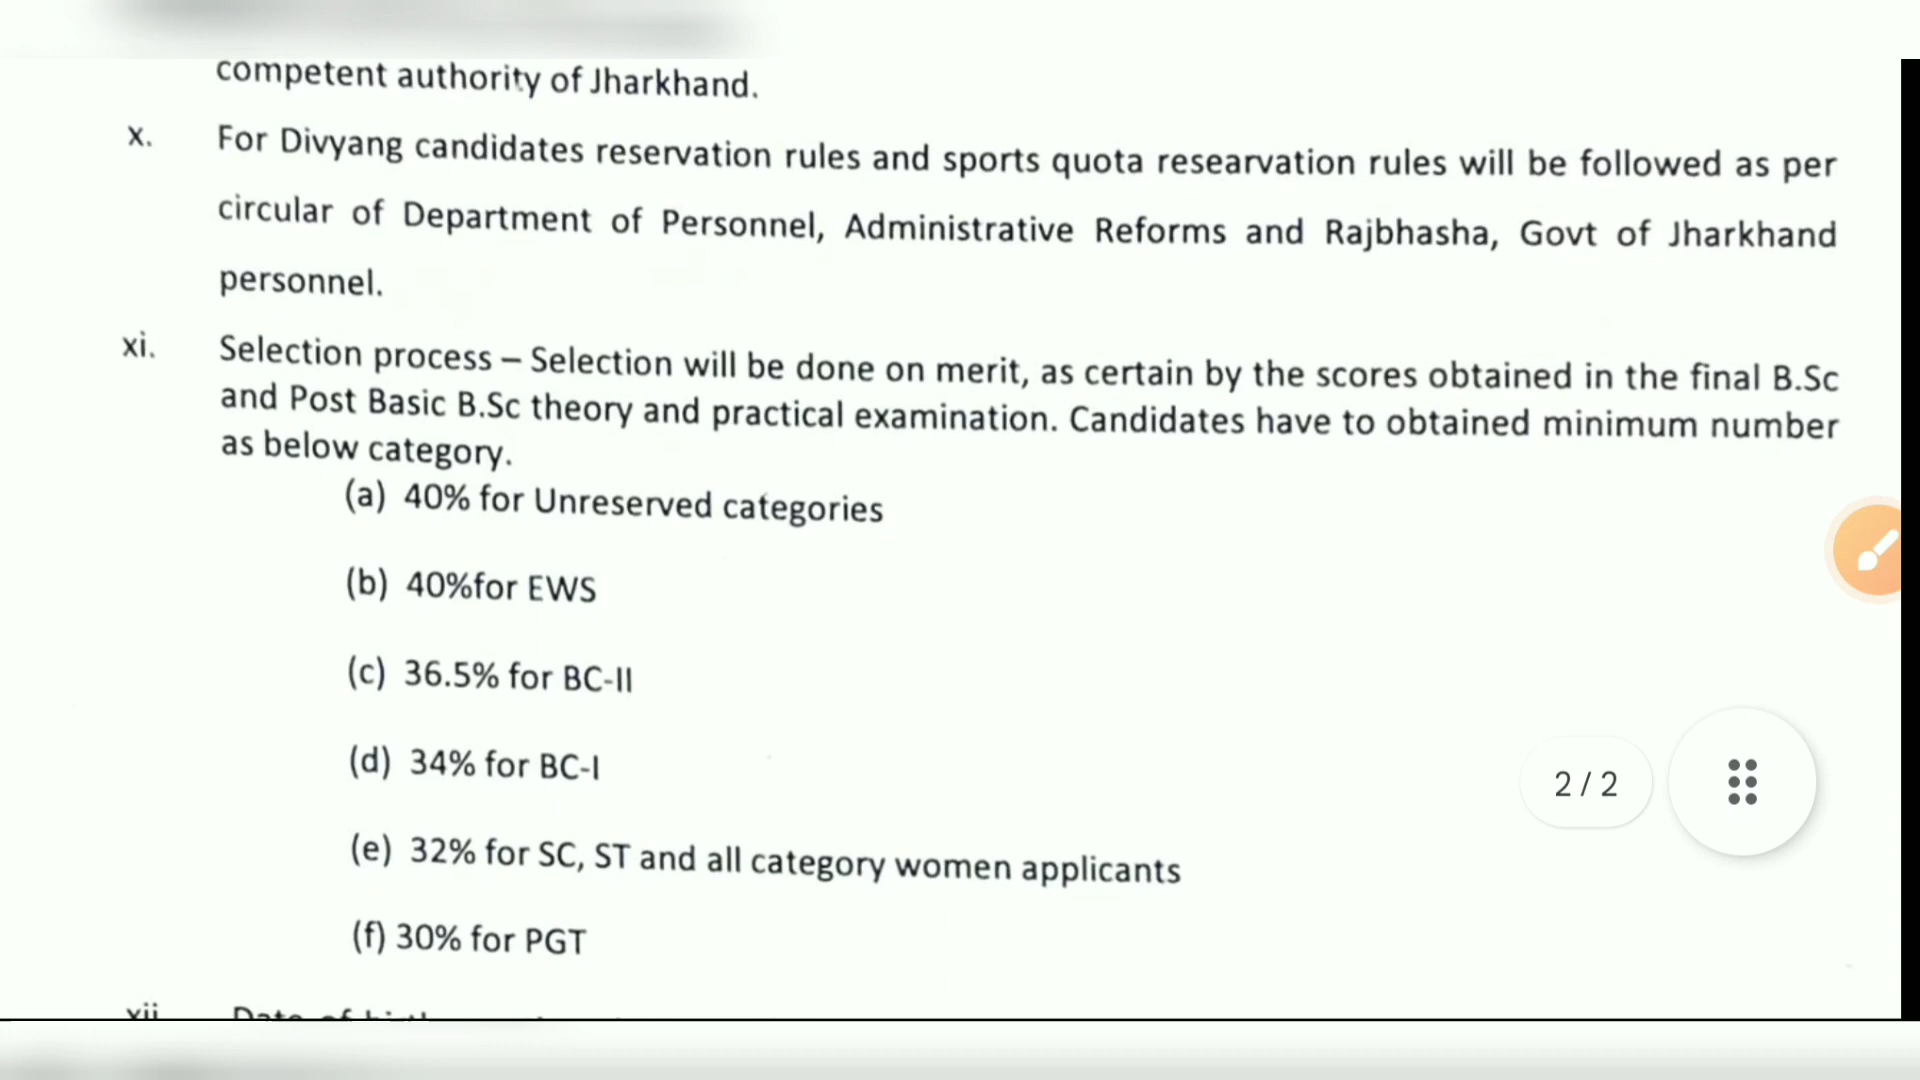 competent authority of Jharkhand.
x. For Divyang candidates reservation rules and sports quota researvation rules will be followed as per
circular of Department of Personnel, Administrative Reforms and Rajbhasha, Govt of Jharkhand
personnel.
xi. Selection process – Selection will be done on merit, as certain by the scores obtained in the final B.Sc
and Post Basic B.Sc theory and practical examination. Candidates have to obtained minimum number
as below category.
(a) 40% for Unreserved categories
(b) 40%for EWS
(c) 36.5% for BC-II
(d) 34% for BC-I
2 / 2
(e) 32% for SC, ST and all category women applicants
(f) 30% for PGT
xii Date of birth